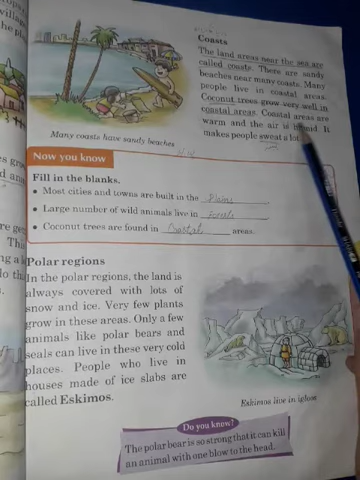 Coasts
The land areas near the sea are
called coasts. There are sandy
beaches near many coasts. Many
people live in coastal areas.
Coconut trees grow very well in
coastal areas. Coastal areas are
warm and the air is It
makes people sweat a lot.
Many coasts have sandy beaches
Now you know
Fill in the blanks.
• Most cities and towns are built in the Plains
• Large number of wild animals live in forests
• Coconut trees are found in Coastal areas.
Polar regions
In the polar regions, the land is
always covered with lots of
snow and ice. Very few plants
grow in these areas. Only a few
animals like polar bears and
seals can live in these very cold
places. People who live in
houses made of ice slabs are
called Eskimos.
Eskimos live in igloos
Do you know?
The polar bear is so strong that it can kill
an animal with one blow to the head.